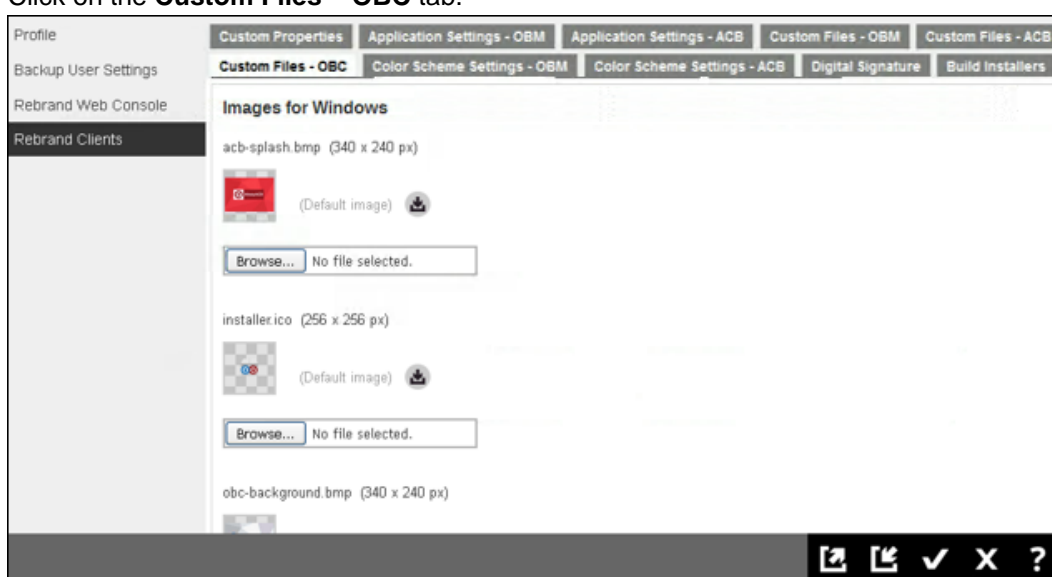 Click on the Custom Files – OBC tab.
Profile
Backup User Settings
Rebrand Web Console
Rebrand Clients
Custom Properties Application Settings - OBM Application Settings - ACB Custom Files - OBM Custom Files - ACB
Custom Files - OBC Color Scheme Settings - OBM Color Scheme Settings - ACB Digital Signature Build Installers
Images for Windows
acb-splash.bmp (340 x 240 px)
(Default image)
Browse... No file selected.
installer.ico (256 x 256 px)
(Default image)
Browse... No file selected.
obc-background.bmp (340 x 240 px)
?